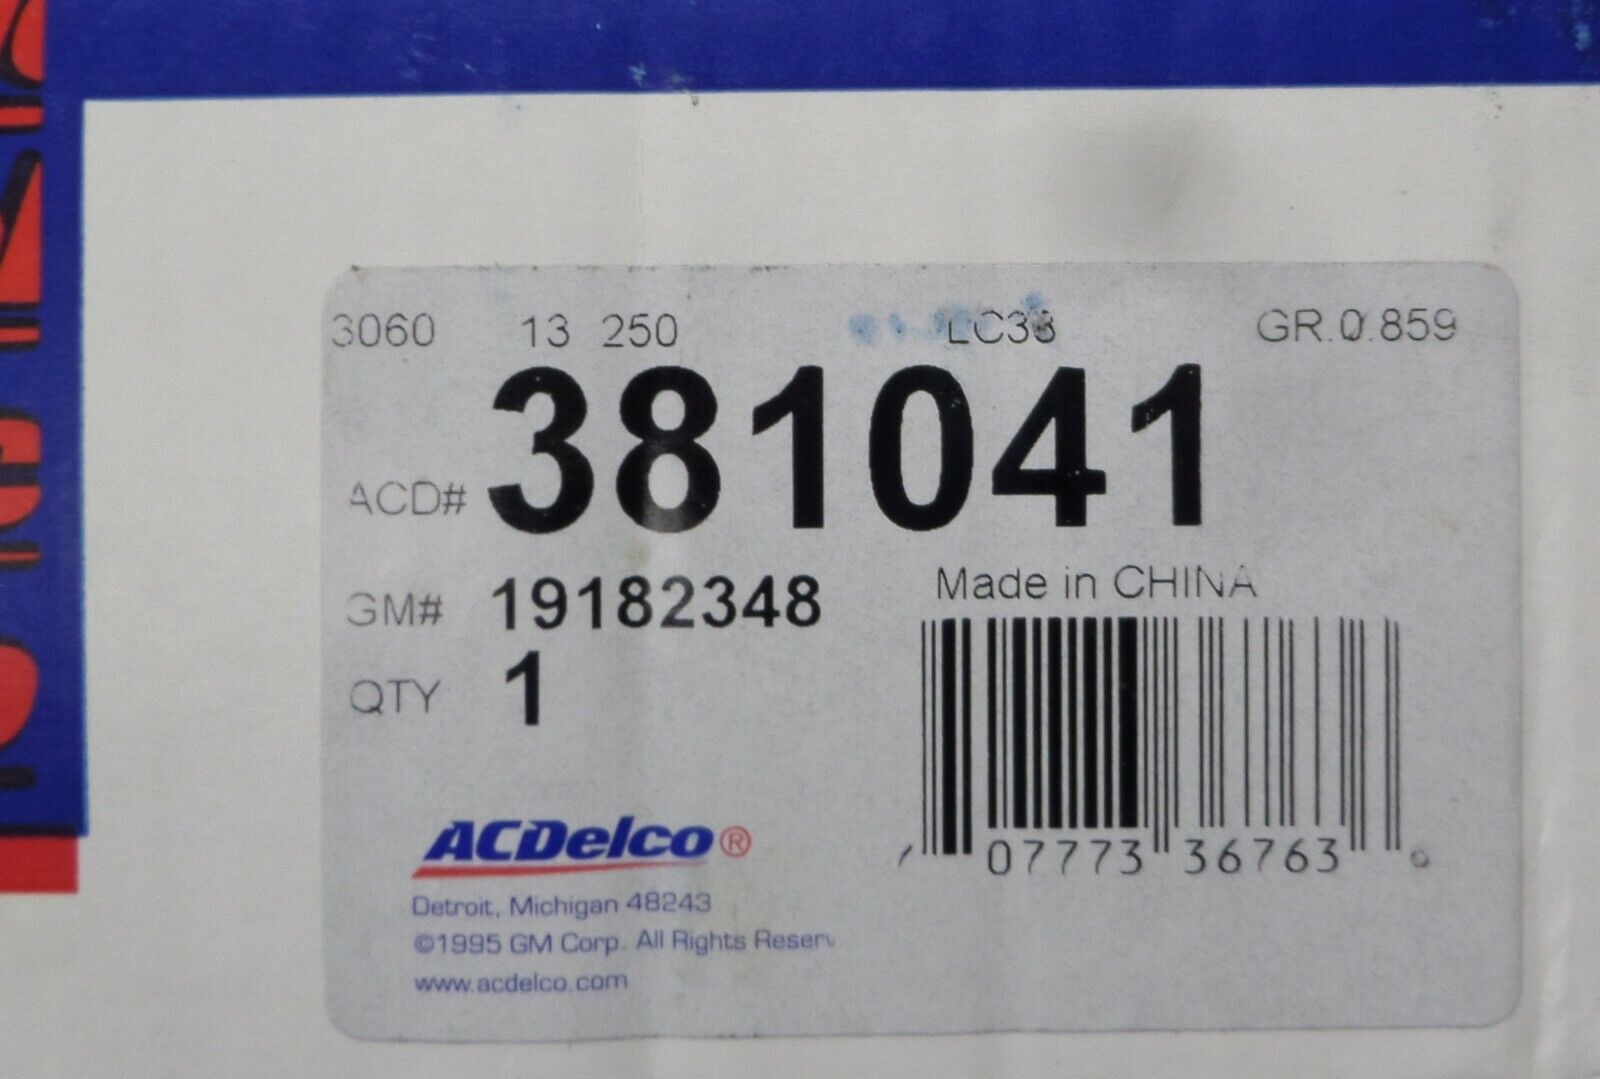 3060 13 250 LC38 GR.0.859
ACD# 381041
GM# 19182348
Made in CHINA
QTY 1
07773 36763 6
ACDelco®
Detroit, Michigan 48243
©1995 GM Corp. All Rights Reserv
www.acdelco.com